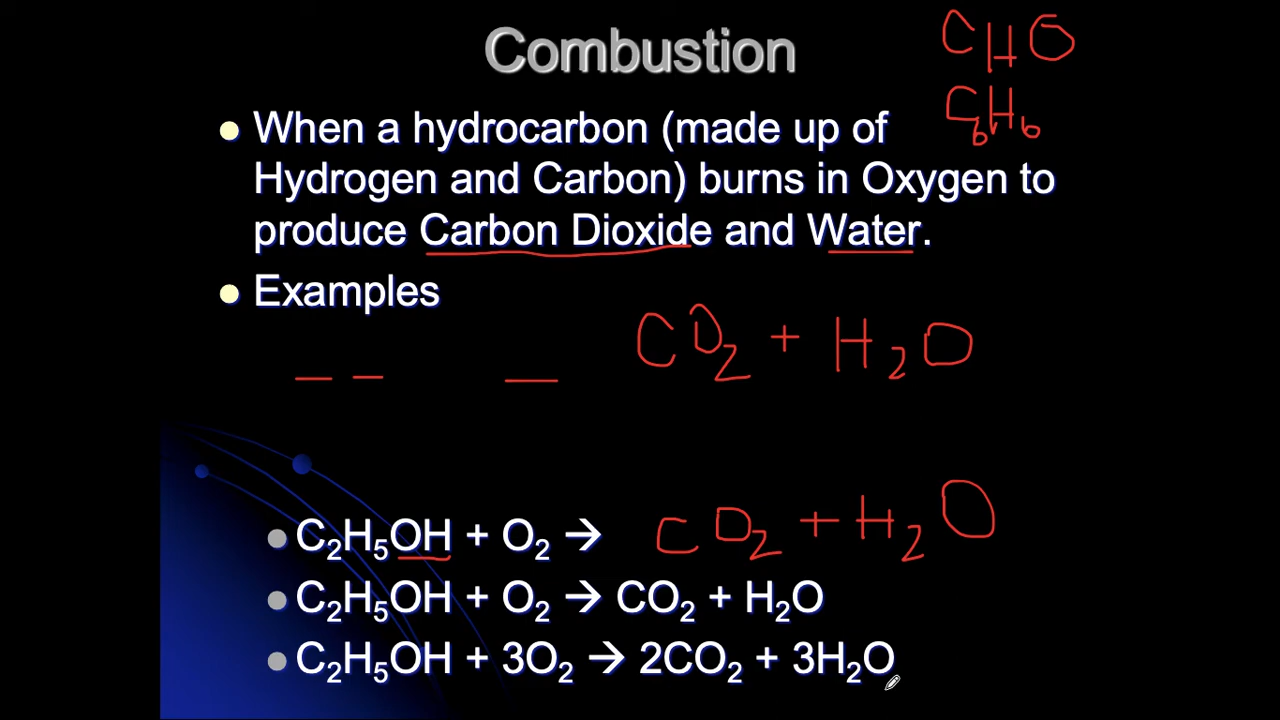 Combustion
C H O
C₆H₆
When a hydrocarbon (made up of
Hydrogen and Carbon) burns in Oxygen to
produce Carbon Dioxide and Water.
Examples
CO₂ + H₂O
C₂H₅OH + O₂ → CO₂ + H₂O
C₂H₅OH + O₂ → CO₂ + H₂O
C₂H₅OH + 3O₂ → 2CO₂ + 3H₂O